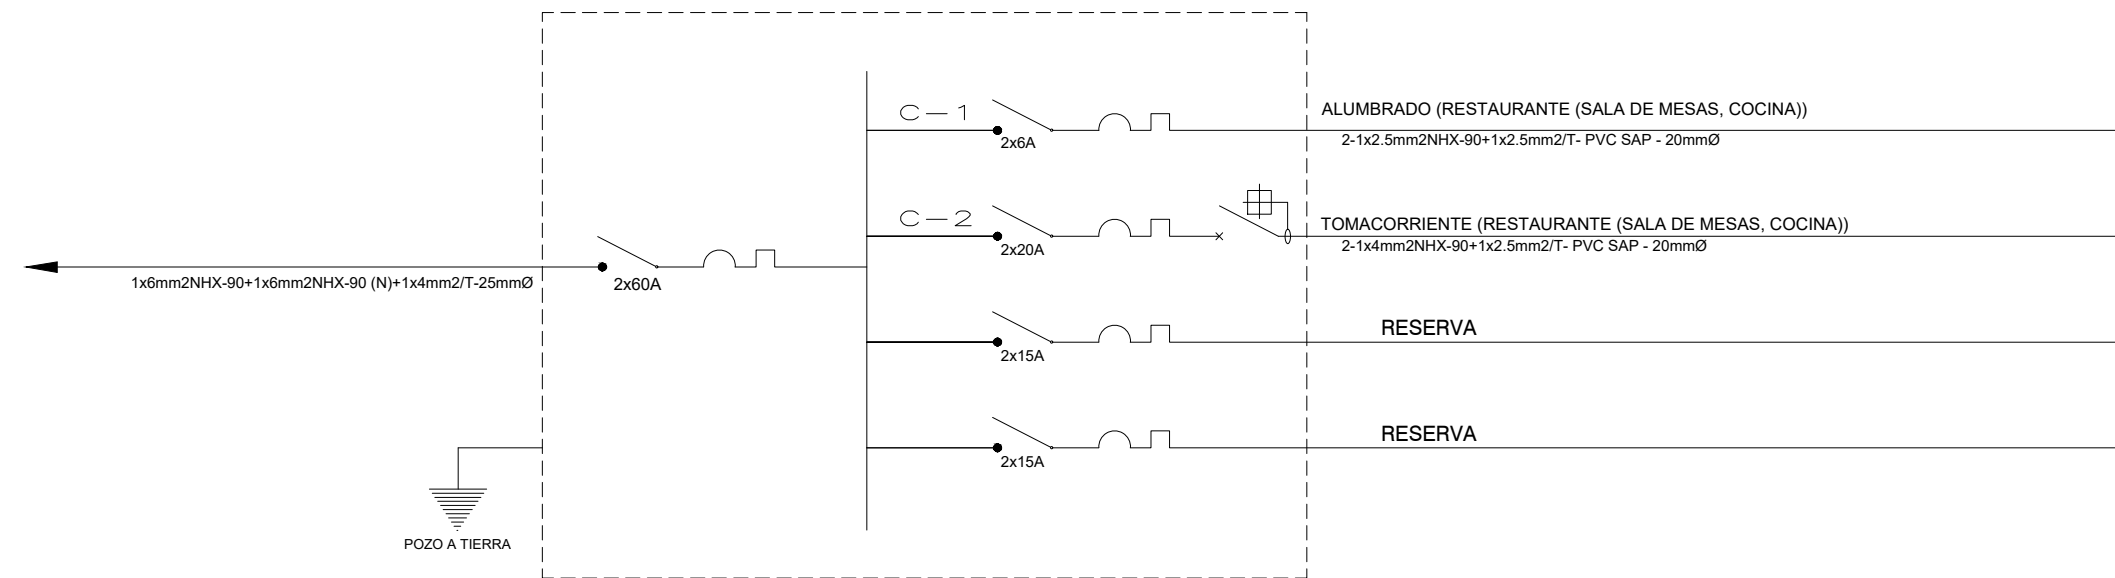 C-1
2x6A
ALUMBRADO (RESTAURANTE (SALA DE MESAS, COCINA))
2-1x2.5mm2NHX-90+1x2.5mm2/T- PVC SAP - 20mmØ
C-2
2x20A
TOMACORRIENTE (RESTAURANTE (SALA DE MESAS, COCINA))
2-1x4mm2NHX-90+1x2.5mm2/T- PVC SAP - 20mmØ
1x6mm2NHX-90+1x6mm2NHX-90 (N)+1x4mm2/T-25mmØ
2x60A
2x15A
RESERVA
2x15A
RESERVA
POZO A TIERRA